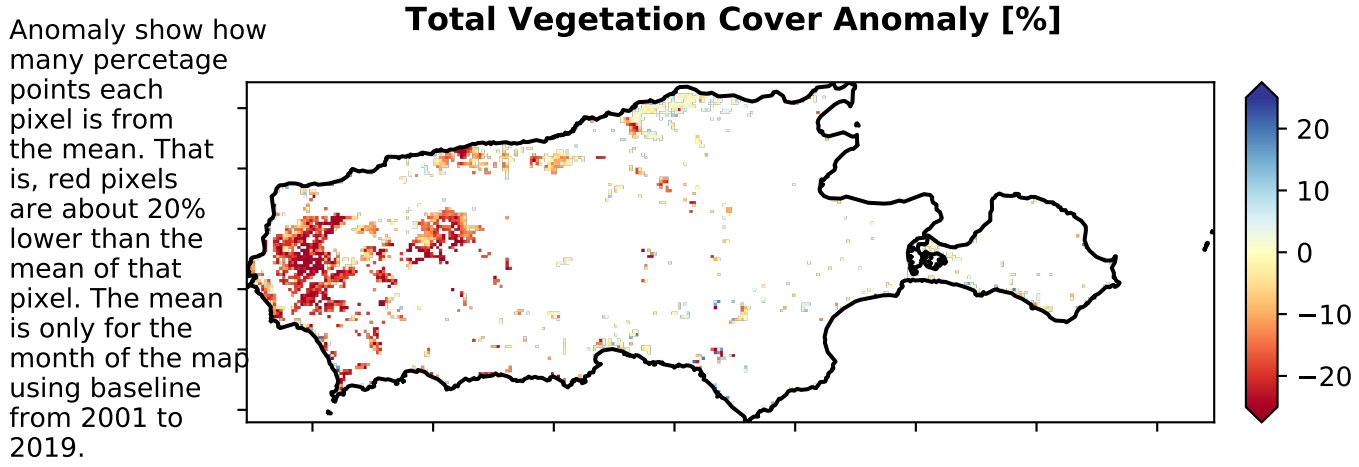 Total Vegetation Cover Anomaly [%]
Anomaly show how
many percetage
points each
pixel is from
the mean. That
is, red pixels
are about 20%
lower than the
mean of that
pixel. The mean
is only for the
month of the map
using baseline
from 2001 to
2019.
20
10
0
−10
−20